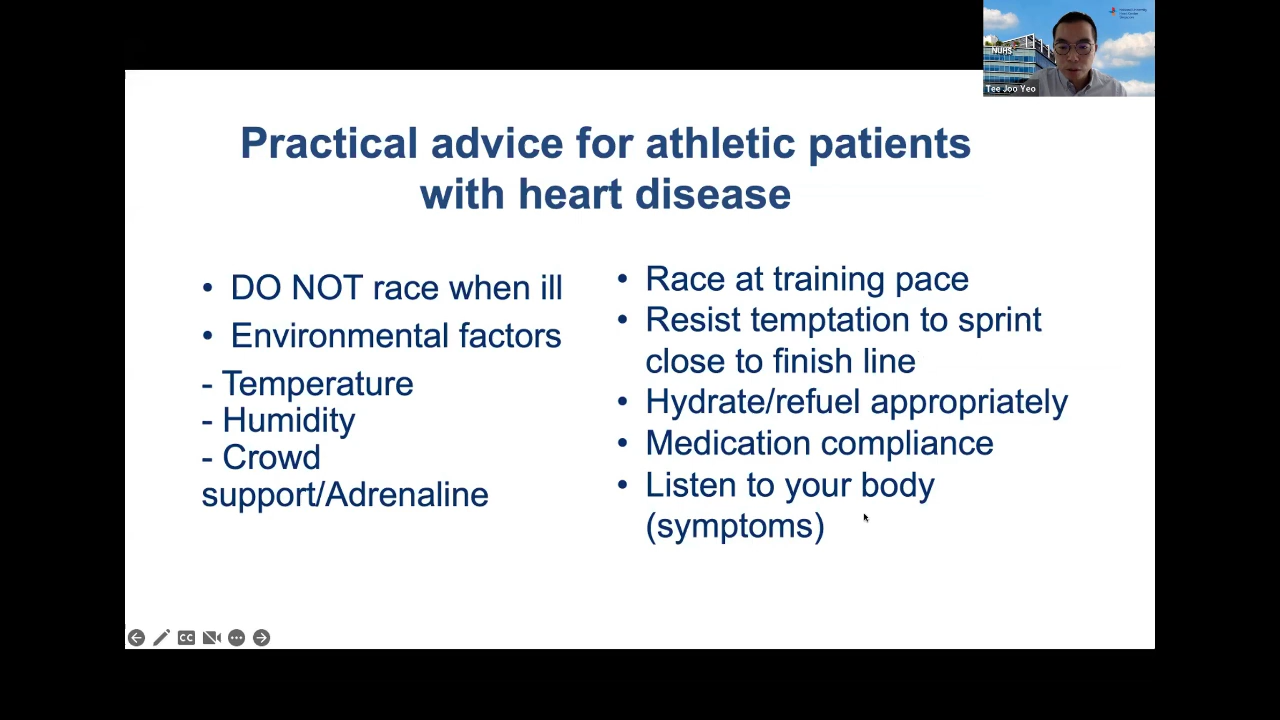 NUHS
Tee Joo Yeo
Practical advice for athletic patients
with heart disease
• DO NOT race when ill
• Environmental factors
- Temperature
- Humidity
- Crowd
support/Adrenaline
• Race at training pace
• Resist temptation to sprint
close to finish line
• Hydrate/refuel appropriately
• Medication compliance
• Listen to your body
(symptoms)
CC